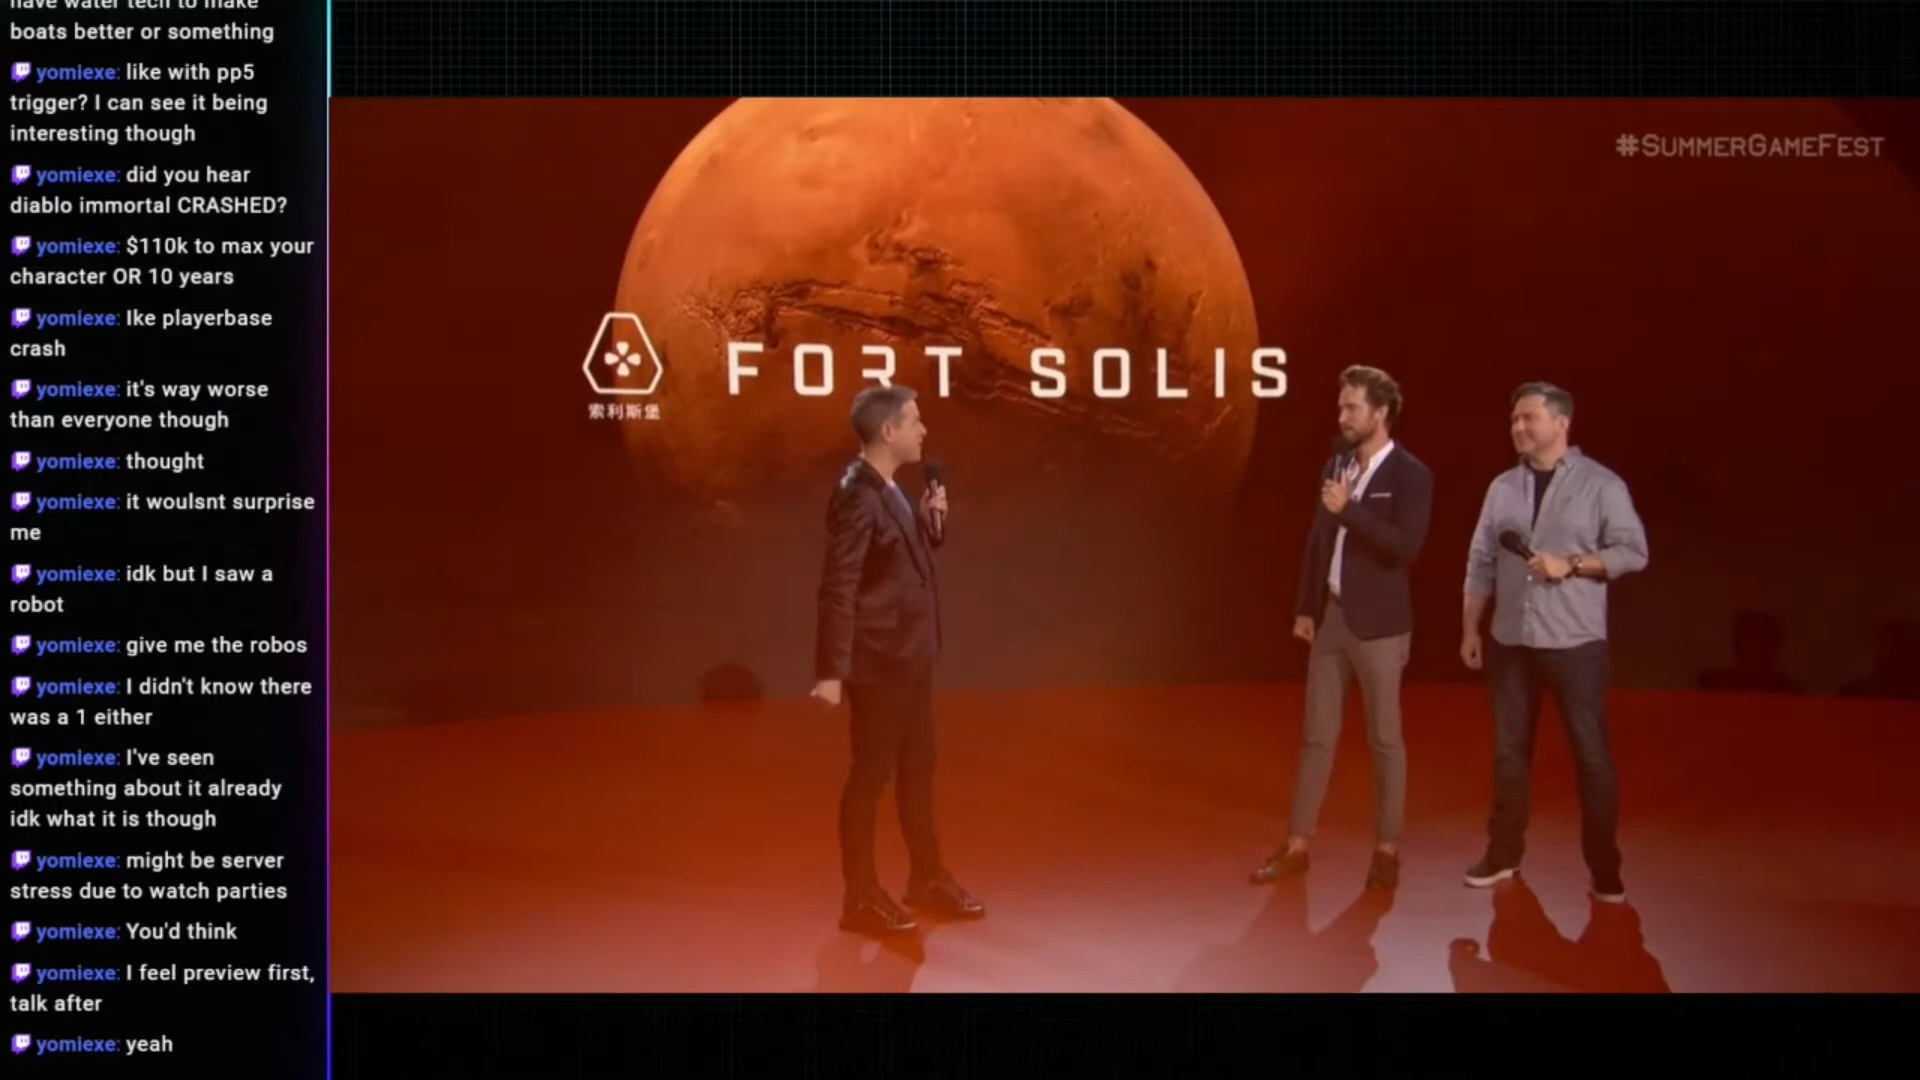 have water tech to make
boats better or something
yomiexe: like with pp5
trigger? I can see it being
interesting though
yomiexe: did you hear
diablo immortal CRASHED?
yomiexe: $110k to max your
character OR 10 years
yomiexe: Ike playerbase
crash
yomiexe: it's way worse
than everyone though
yomiexe: thought
yomiexe: it woulsnt surprise
me
yomiexe: idk but I saw a
robot
yomiexe: give me the robos
yomiexe: I didn't know there
was a 1 either
yomiexe: I've seen
something about it already
idk what it is though
yomiexe: might be server
stress due to watch parties
yomiexe: You'd think
yomiexe: I feel preview first,
talk after
yomiexe: yeah
#SUMMERGAMEFEST
FORT SOLIS
索利斯堡